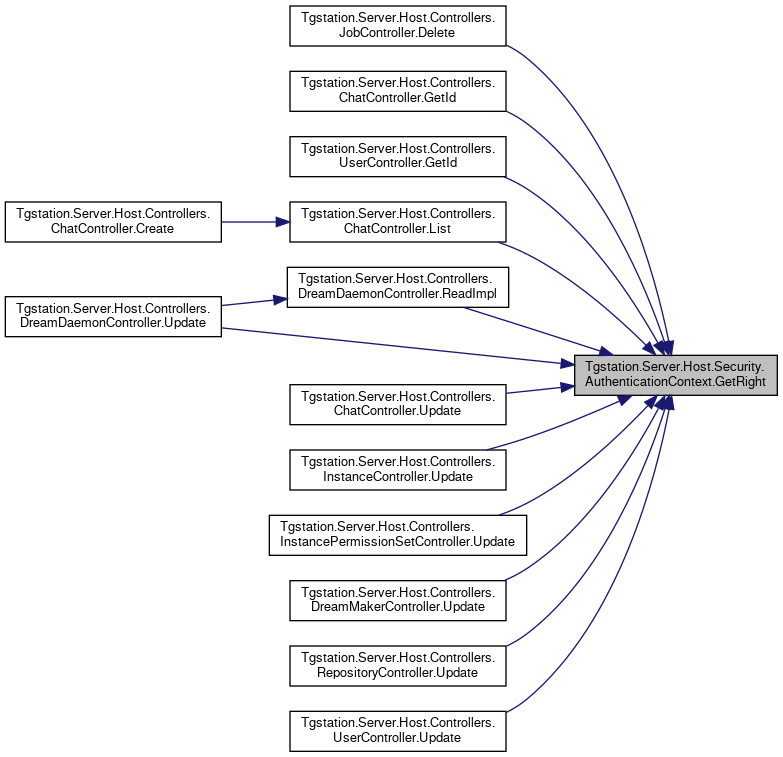 Tgstation.Server.Host.Controllers.
JobController.Delete
Tgstation.Server.Host.Controllers.
ChatController.GetId
Tgstation.Server.Host.Controllers.
UserController.GetId
Tgstation.Server.Host.Controllers.
ChatController.Create
Tgstation.Server.Host.Controllers.
ChatController.List
Tgstation.Server.Host.Controllers.
DreamDaemonController.ReadImpl
Tgstation.Server.Host.Controllers.
DreamDaemonController.Update
Tgstation.Server.Host.Security.
AuthenticationContext.GetRight
Tgstation.Server.Host.Controllers.
ChatController.Update
Tgstation.Server.Host.Controllers.
InstanceController.Update
Tgstation.Server.Host.Controllers.
InstancePermissionSetController.Update
Tgstation.Server.Host.Controllers.
DreamMakerController.Update
Tgstation.Server.Host.Controllers.
RepositoryController.Update
Tgstation.Server.Host.Controllers.
UserController.Update